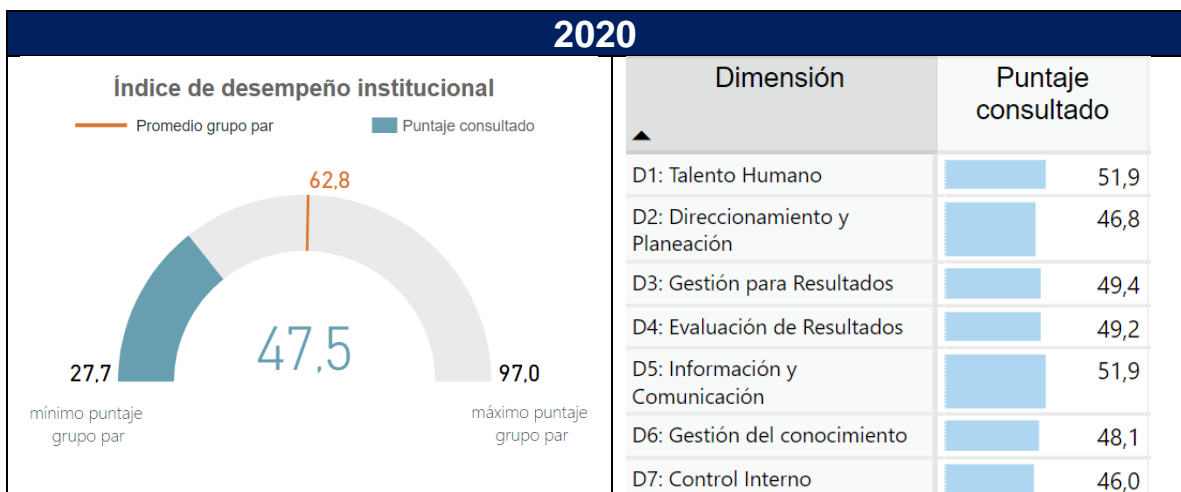 2020
Índice de desempeño institucional
Promedio grupo par
Puntaje consultado
62,8
47,5
27,7
97,0
mínimo puntaje
grupo par
máximo puntaje
grupo par
Dimensión
Puntaje
consultado
D1: Talento Humano 51,9
D2: Direccionamiento y 46,8
Planeación
D3: Gestión para Resultados 49,4
D4: Evaluación de Resultados 49,2
D5: Información y 51,9
Comunicación
D6: Gestión del conocimiento 48,1
D7: Control Interno 46,0